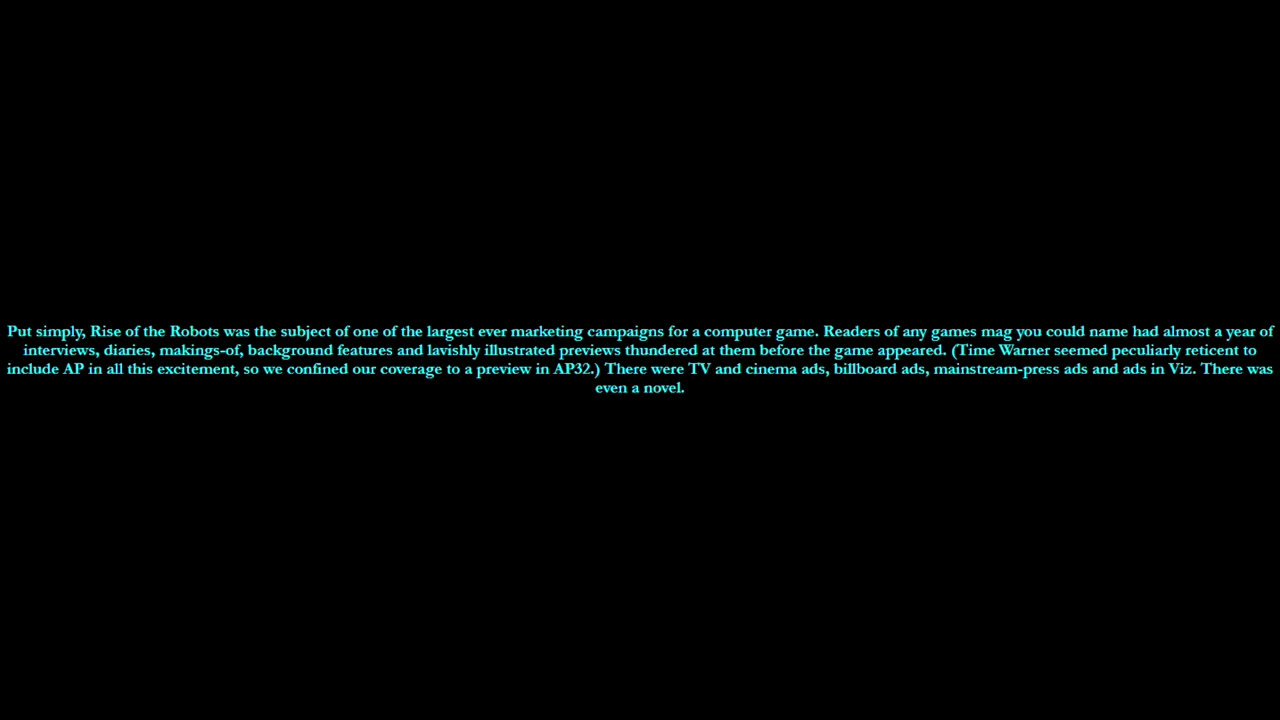 Put simply, Rise of the Robots was the subject of one of the largest ever marketing campaigns for a computer game. Readers of any games mag you could name had almost a year of
interviews, diaries, makings-of, background features and lavishly illustrated previews thundered at them before the game appeared. (Time Warner seemed peculiarly reticent to
include AP in all this excitement, so we confined our coverage to a preview in AP32.) There were TV and cinema ads, billboard ads, mainstream-press ads and ads in Viz. There was
even a novel.